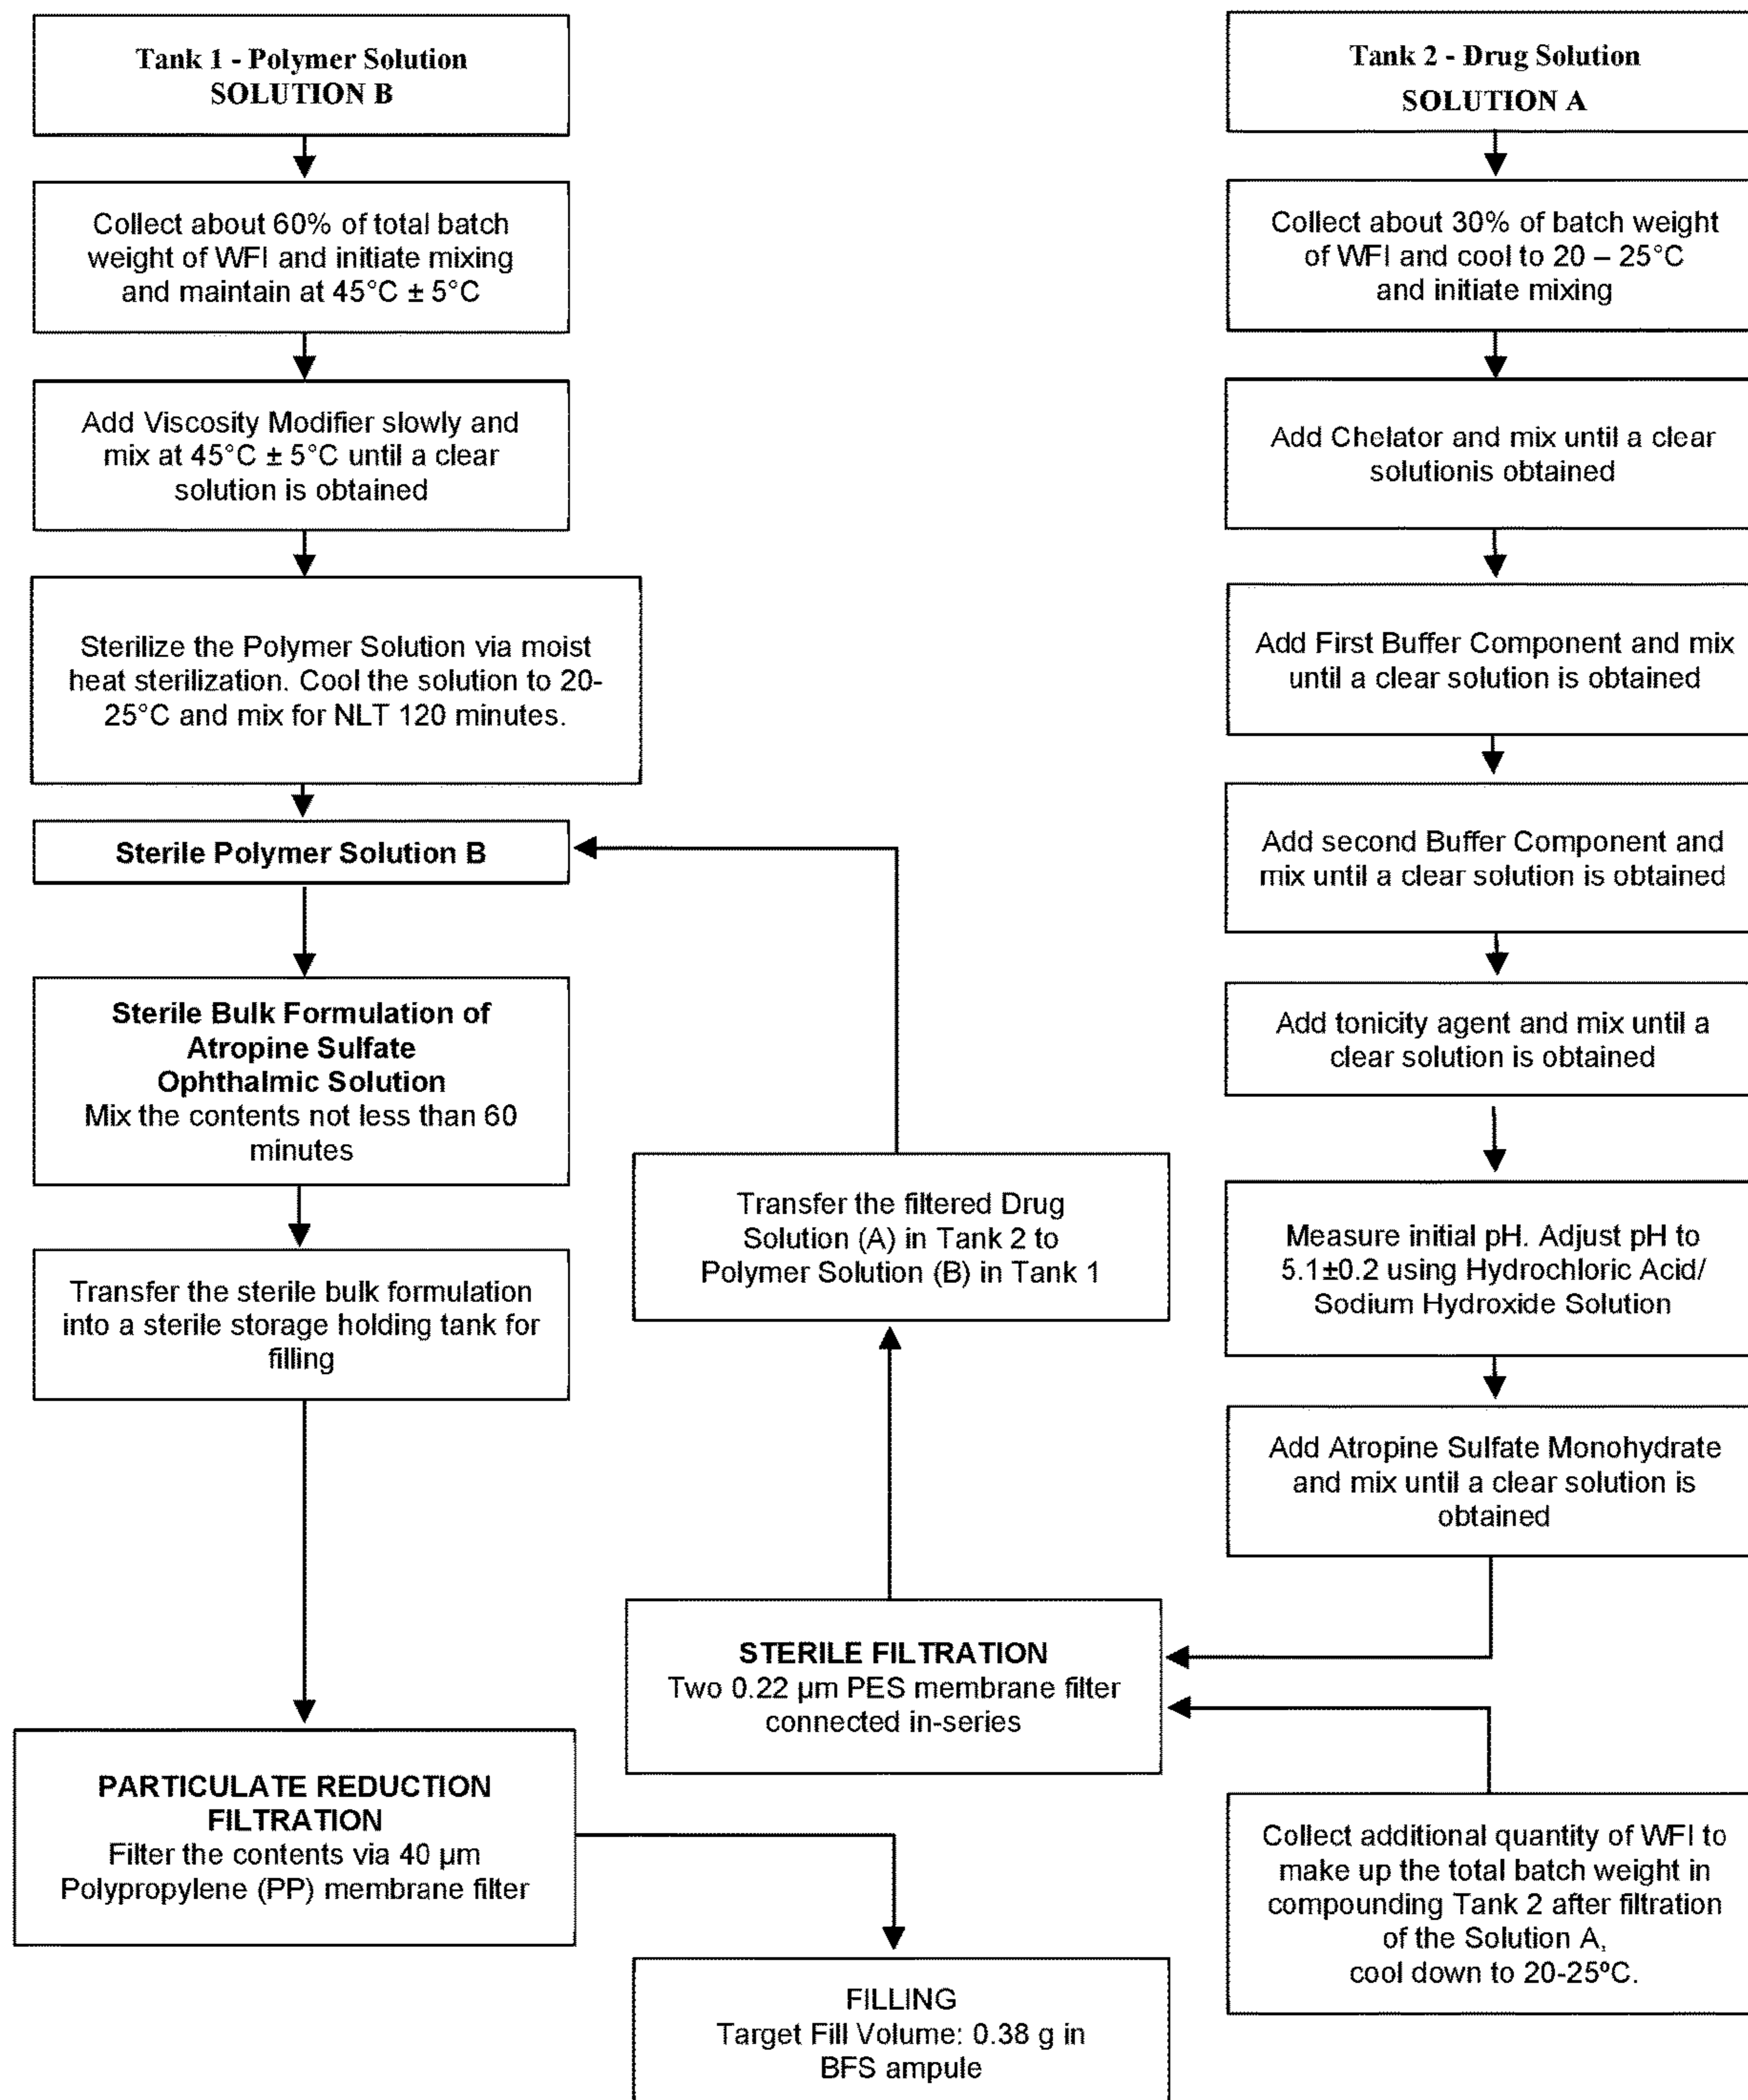 Tank 1 - Polymer Solution
SOLUTION B
Collect about 60% of total batch
weight of WFI and initiate mixing
and maintain at 45°C ± 5°C
Add Viscosity Modifier slowly and
mix at 45°C ± 5°C until a clear
solution is obtained
Sterilize the Polymer Solution via moist
heat sterilization. Cool the solution to 20-
25°C and mix for NLT 120 minutes.
Sterile Polymer Solution B
Sterile Bulk Formulation of
Atropine Sulfate
Ophthalmic Solution
Mix the contents not less than 60
minutes
Transfer the sterile bulk formulation
into a sterile storage holding tank for
filling
PARTICULATE REDUCTION
FILTRATION
Filter the contents via 40 µm
Polypropylene (PP) membrane filter
Tank 2 - Drug Solution
SOLUTION A
Collect about 30% of batch weight
of WFI and cool to 20 – 25°C
and initiate mixing
Add Chelator and mix until a clear
solutionis obtained
Add First Buffer Component and mix
until a clear solution is obtained
Add second Buffer Component and
mix until a clear solution is obtained
Add tonicity agent and mix until a
clear solution is obtained
Measure initial pH. Adjust pH to
5.1±0.2 using Hydrochloric Acid/
Sodium Hydroxide Solution
Add Atropine Sulfate Monohydrate
and mix until a clear solution is
obtained
Collect additional quantity of WFI to
make up the total batch weight in
compounding Tank 2 after filtration
of the Solution A,
cool down to 20-25ºC.
STERILE FILTRATION
Two 0.22 µm PES membrane filter
connected in-series
Transfer the filtered Drug
Solution (A) in Tank 2 to
Polymer Solution (B) in Tank 1
FILLING
Target Fill Volume: 0.38 g in
BFS ampule